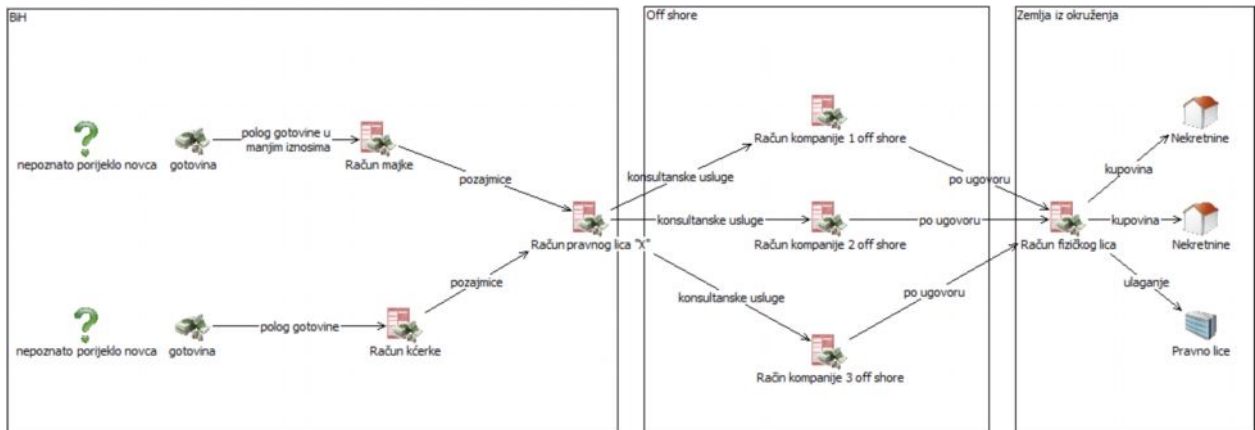 BiH
Off shore
Zemlja iz okruženja
nepoznato porijeklo novca
gotovina
polog gotovine u
manjim iznosima
Račun majke
pozajmice
Račun pravnog lica "X"
nepoznato porijeklo novca
gotovina
polog gotovine
Račun kćerke
pozajmice
konsultanske usluge
Račun kompanije 1 off shore
po ugovoru
konsultanske usluge
Račun kompanije 2 off shore
po ugovoru
konsultanske usluge
Račin kompanije 3 off shore
po ugovoru
Račun fizičkog lica
kupovina
Nekretnine
kupovina
Nekretnine
ulaganje
Pravno lice